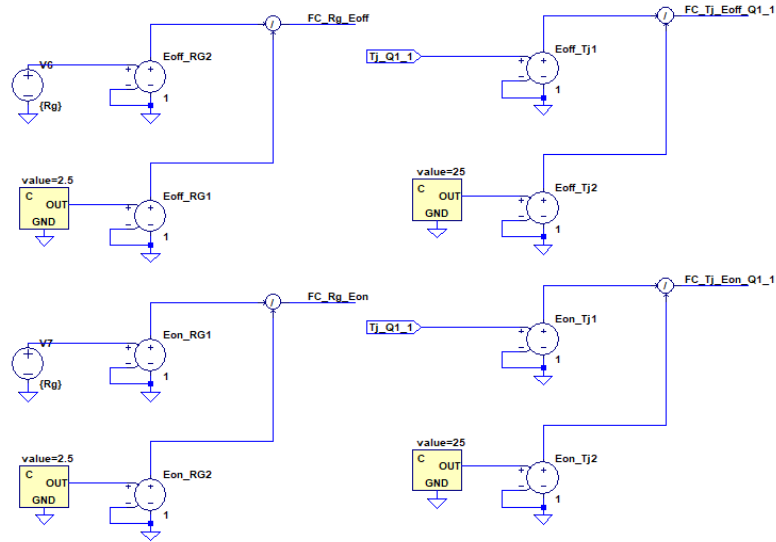 FC_Rg_Eoff
V6
Eoff_RG2
{Rg}
1
value=2.5
C
OUT
GND
Eoff_RG1
1
FC_Tj_Eoff_Q1_1
Tj_Q1_1
Eoff_Tj1
1
value=25
C
OUT
GND
Eoff_Tj2
1
FC_Rg_Eon
V7
Eon_RG1
{Rg}
1
value=2.5
C
OUT
GND
Eon_RG2
1
FC_Tj_Eon_Q1_1
Tj_Q1_1
Eon_Tj1
1
value=25
C
OUT
GND
Eon_Tj2
1